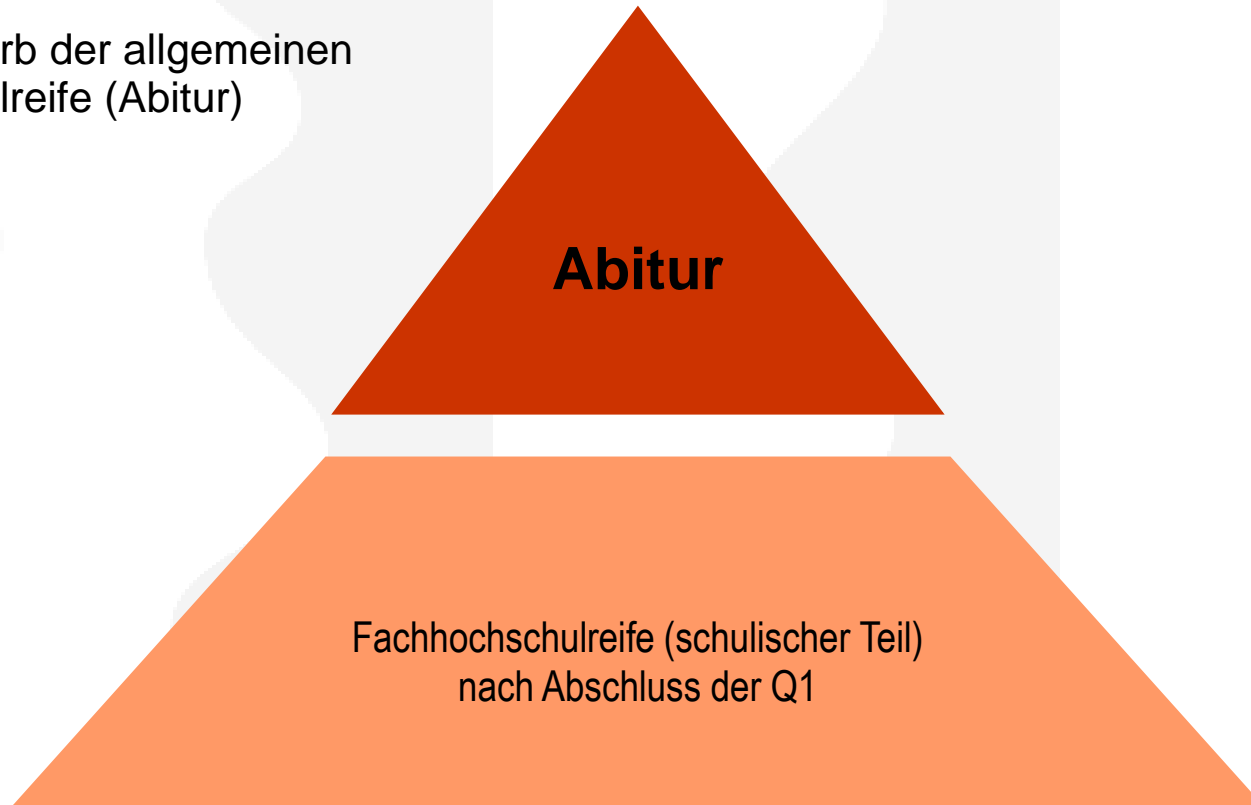 rb der allgemeinen
lreife (Abitur)
Abitur
Fachhochschulreife (schulischer Teil)
nach Abschluss der Q1